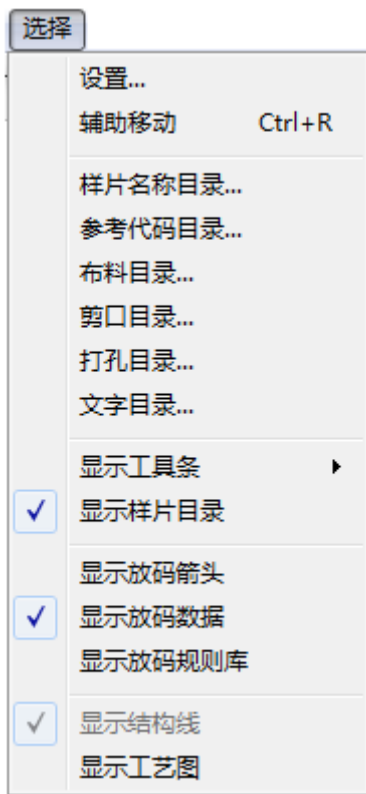 选择
设置...
辅助移动 Ctrl+R
样片名称目录...
参考代码目录...
布料目录...
剪口目录...
打孔目录...
文字目录...
显示工具条
显示样片目录
显示放码箭头
显示放码数据
显示放码规则库
显示结构线
显示工艺图